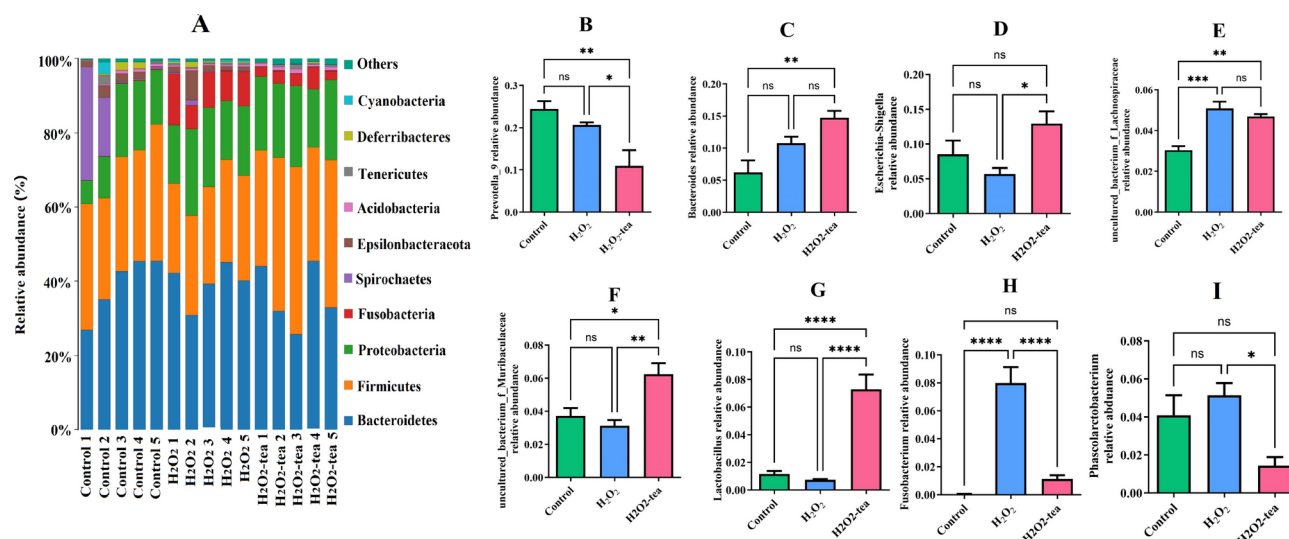 A
Relative abundance (%)
100%
80%
60%
40%
20%
0%
Control 1
Control 2
Control 3
Control 4
Control 5
H2O2 1
H2O2 2
H2O2 3
H2O2 4
H2O2 5
H2O2-tea 1
H2O2-tea 2
H2O2-tea 3
H2O2-tea 4
H2O2-tea 5
Others
Cyanobacteria
Deferribacteres
Tenericutes
Acidobacteria
Epsilonbacteraeota
Spirochaetes
Fusobacteria
Proteobacteria
Firmicutes
Bacteroidetes
B
Prevotella_9 relative abundance
0.3
0.2
0.1
0.0
**
ns
*
Control
H₂O₂
H₂O₂-tea
C
Bacteroides relative abundance
0.20
0.15
0.10
0.05
0.00
**
ns
ns
Control
H₂O₂
H2O2-tea
D
Escherichia-Shigella
relative abundance
0.20
0.15
0.10
0.05
0.00
ns
ns
*
Control
H₂O₂
H2O2-tea
E
uncultured_bacterium_f_Lachnospiraceae
relative abundance
0.06
0.04
0.02
0.00
**
***
ns
Control
H₂O₂
H2O2-tea
F
uncultured_bacterium_f_Muribaculaceae
relative abundance
0.08
0.06
0.04
0.02
0.00
*
ns
**
Control
H₂O₂
H2O2-tea
G
Lactobacillus relative abundance
0.10
0.08
0.06
0.04
0.02
0.00
****
ns
****
Control
H₂O₂
H2O2-tea
H
Fusobacterium relative abundance
0.10
0.08
0.06
0.04
0.02
0.00
ns
****
****
Control
H₂O₂
H2O2-tea
I
Phascolarctobacterium
relative abduance
0.08
0.06
0.04
0.02
0.00
ns
ns
*
Control
H₂O₂
H2O2-tea